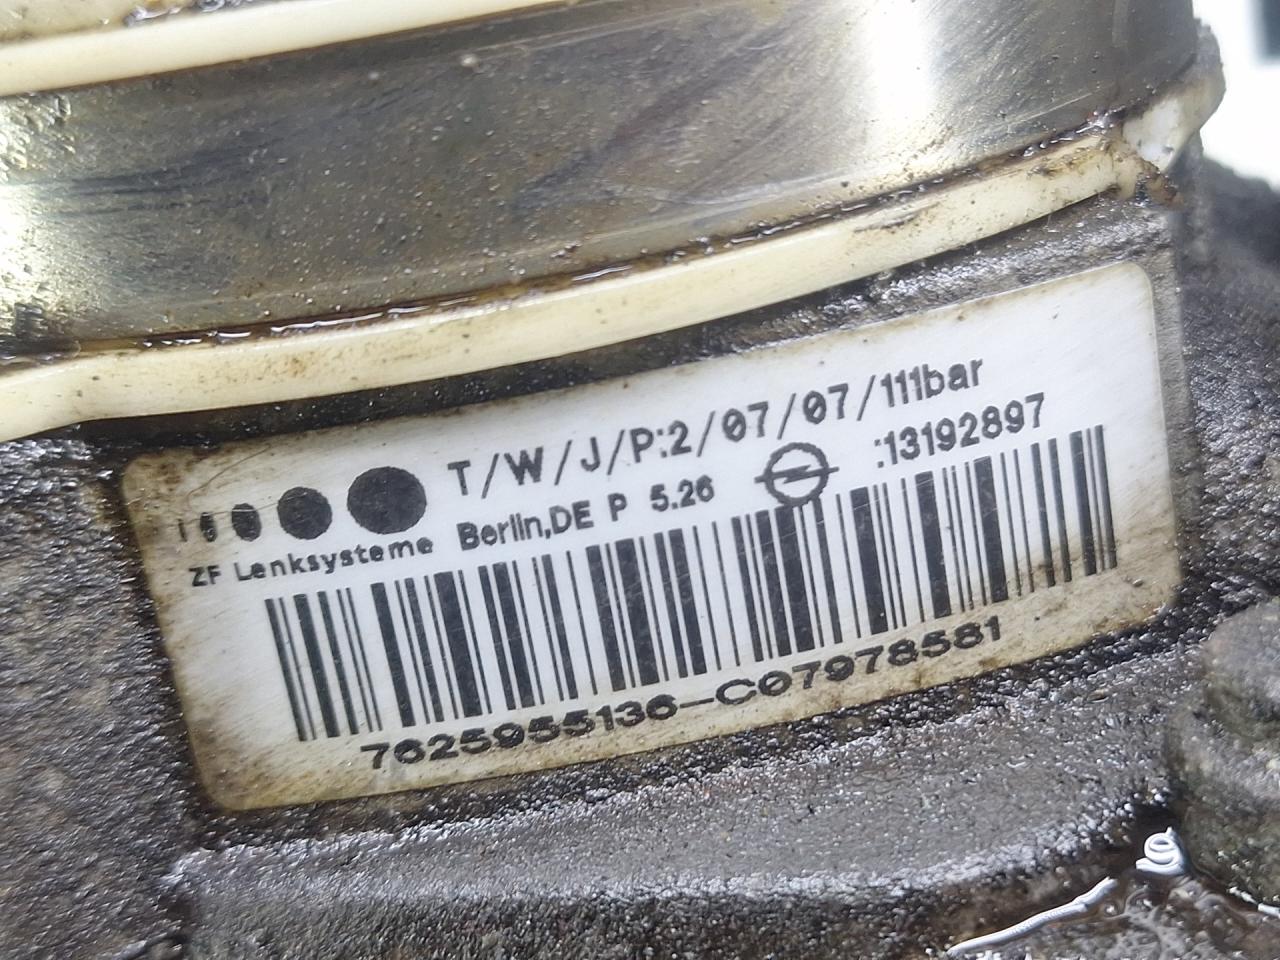 T/W/J/P:2/07/07/111bar
ZF Lenksysteme Berlin,DE P 5.26 :13192897
7625955136-C07978581